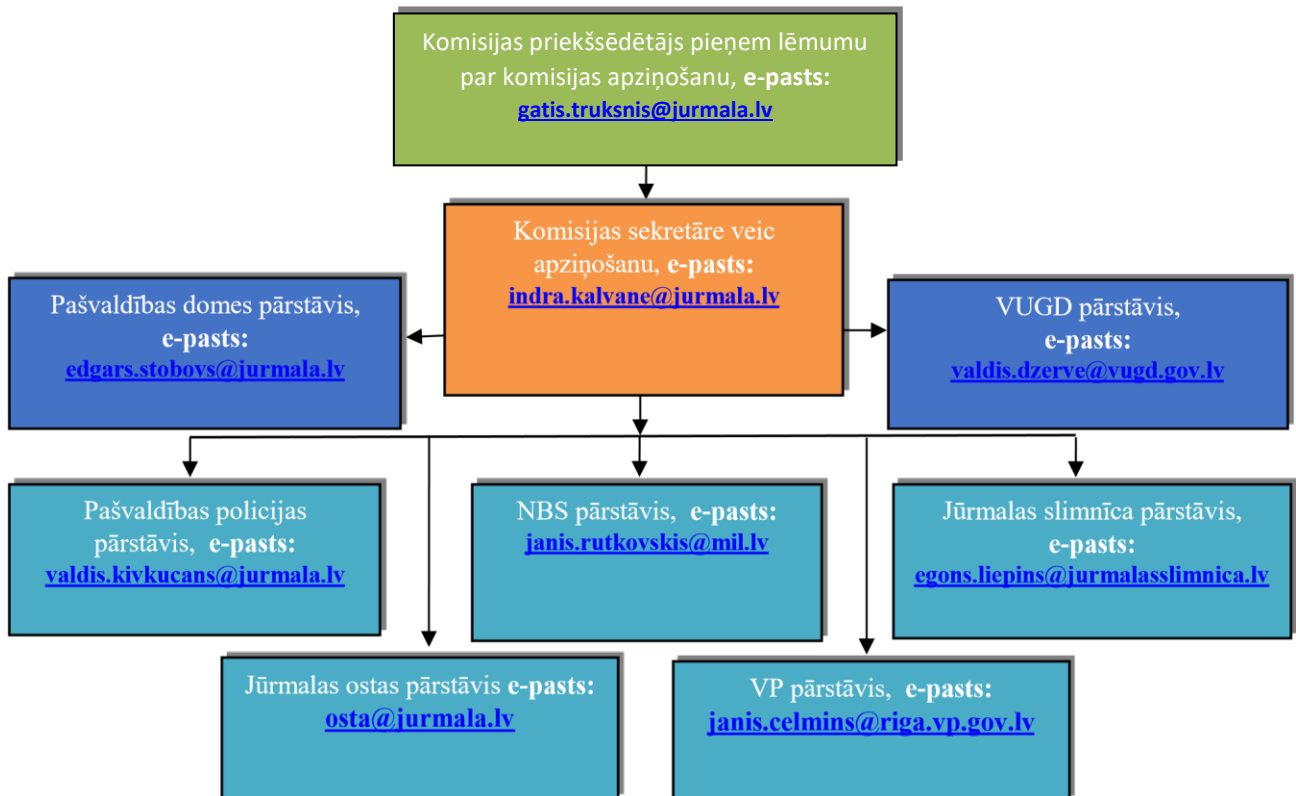 Komisijas priekšsēdētājs pieņem lēmumu
par komisijas apziņošanu, e-pasts:
gatis.truksnis@jurmala.lv
Komisijas sekretāre veic
apziņošanu, e-pasts:
indra.kalvane@jurmala.lv
Pašvaldības domes pārstāvis,
e-pasts:
edgars.stobovs@jurmala.lv
VUGD pārstāvis,
e-pasts:
valdis.dzerve@vugd.gov.lv
Pašvaldības policijas
pārstāvis, e-pasts:
valdis.kivkucans@jurmala.lv
NBS pārstāvis, e-pasts:
janis.rutkovskis@mil.lv
Jūrmalas slimnīca pārstāvis,
e-pasts:
egons.liepins@jurmalasslimnica.lv
Jūrmalas ostas pārstāvis e-pasts:
osta@jurmala.lv
VP pārstāvis, e-pasts:
janis.celmins@riga.vp.gov.lv